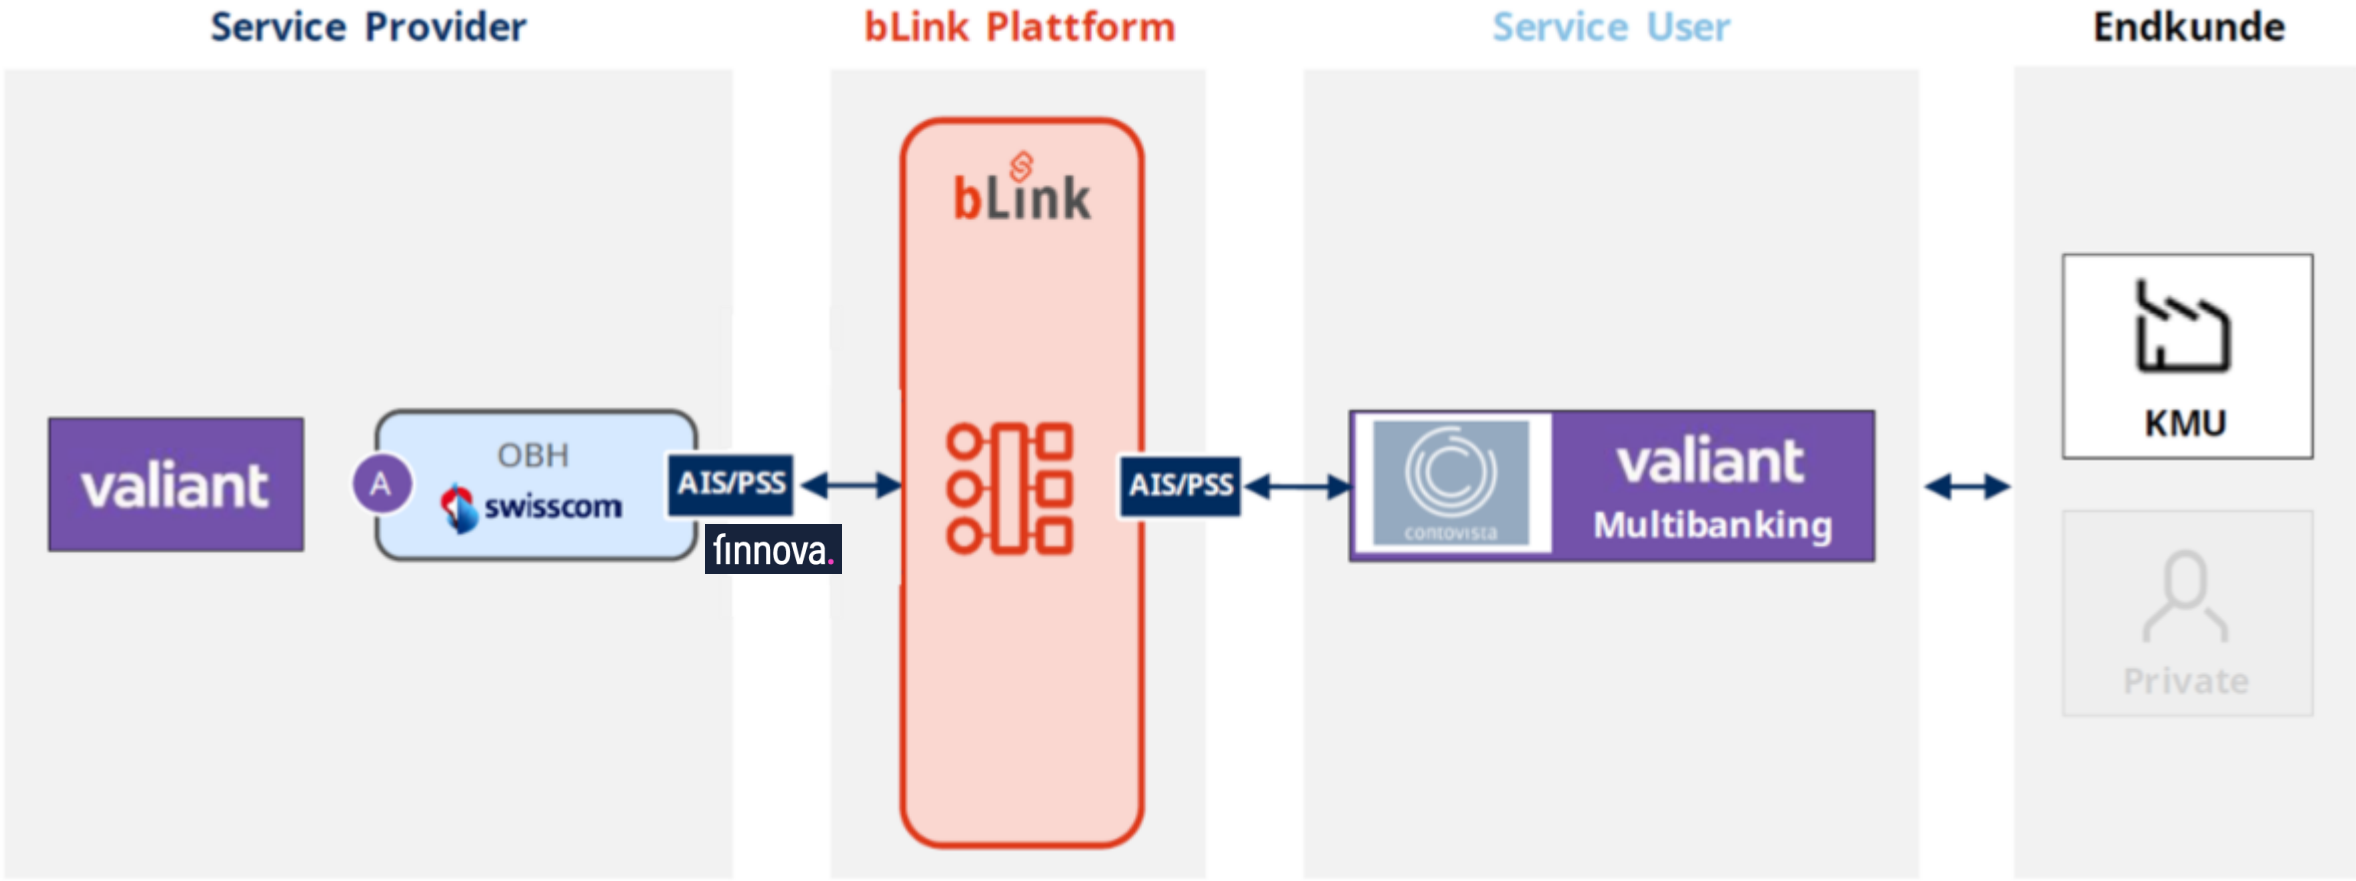 Service Provider
bLink Plattform
Service User
Endkunde
bLink
valiant
A
OBH
swisscom
AIS/PSS
finnova.
AIS/PSS
contovista
valiant
Multibanking
KMU
Private